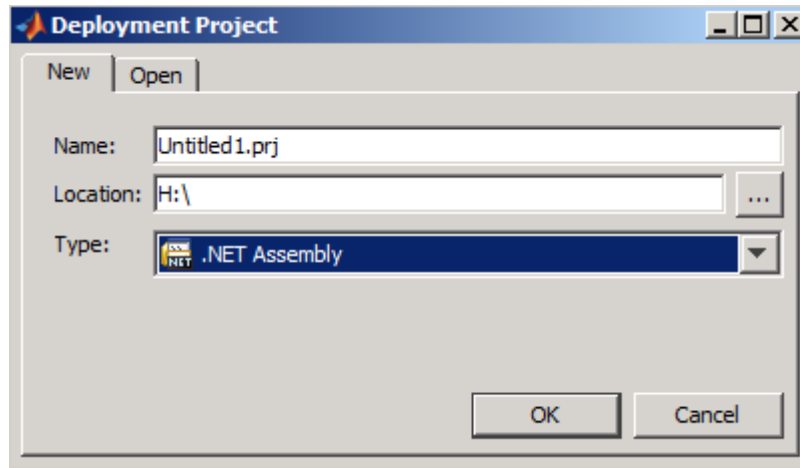 Deployment Project
New Open
Name: Untitled1.prj
Location: H:\ ...
Type: .NET Assembly
OK Cancel